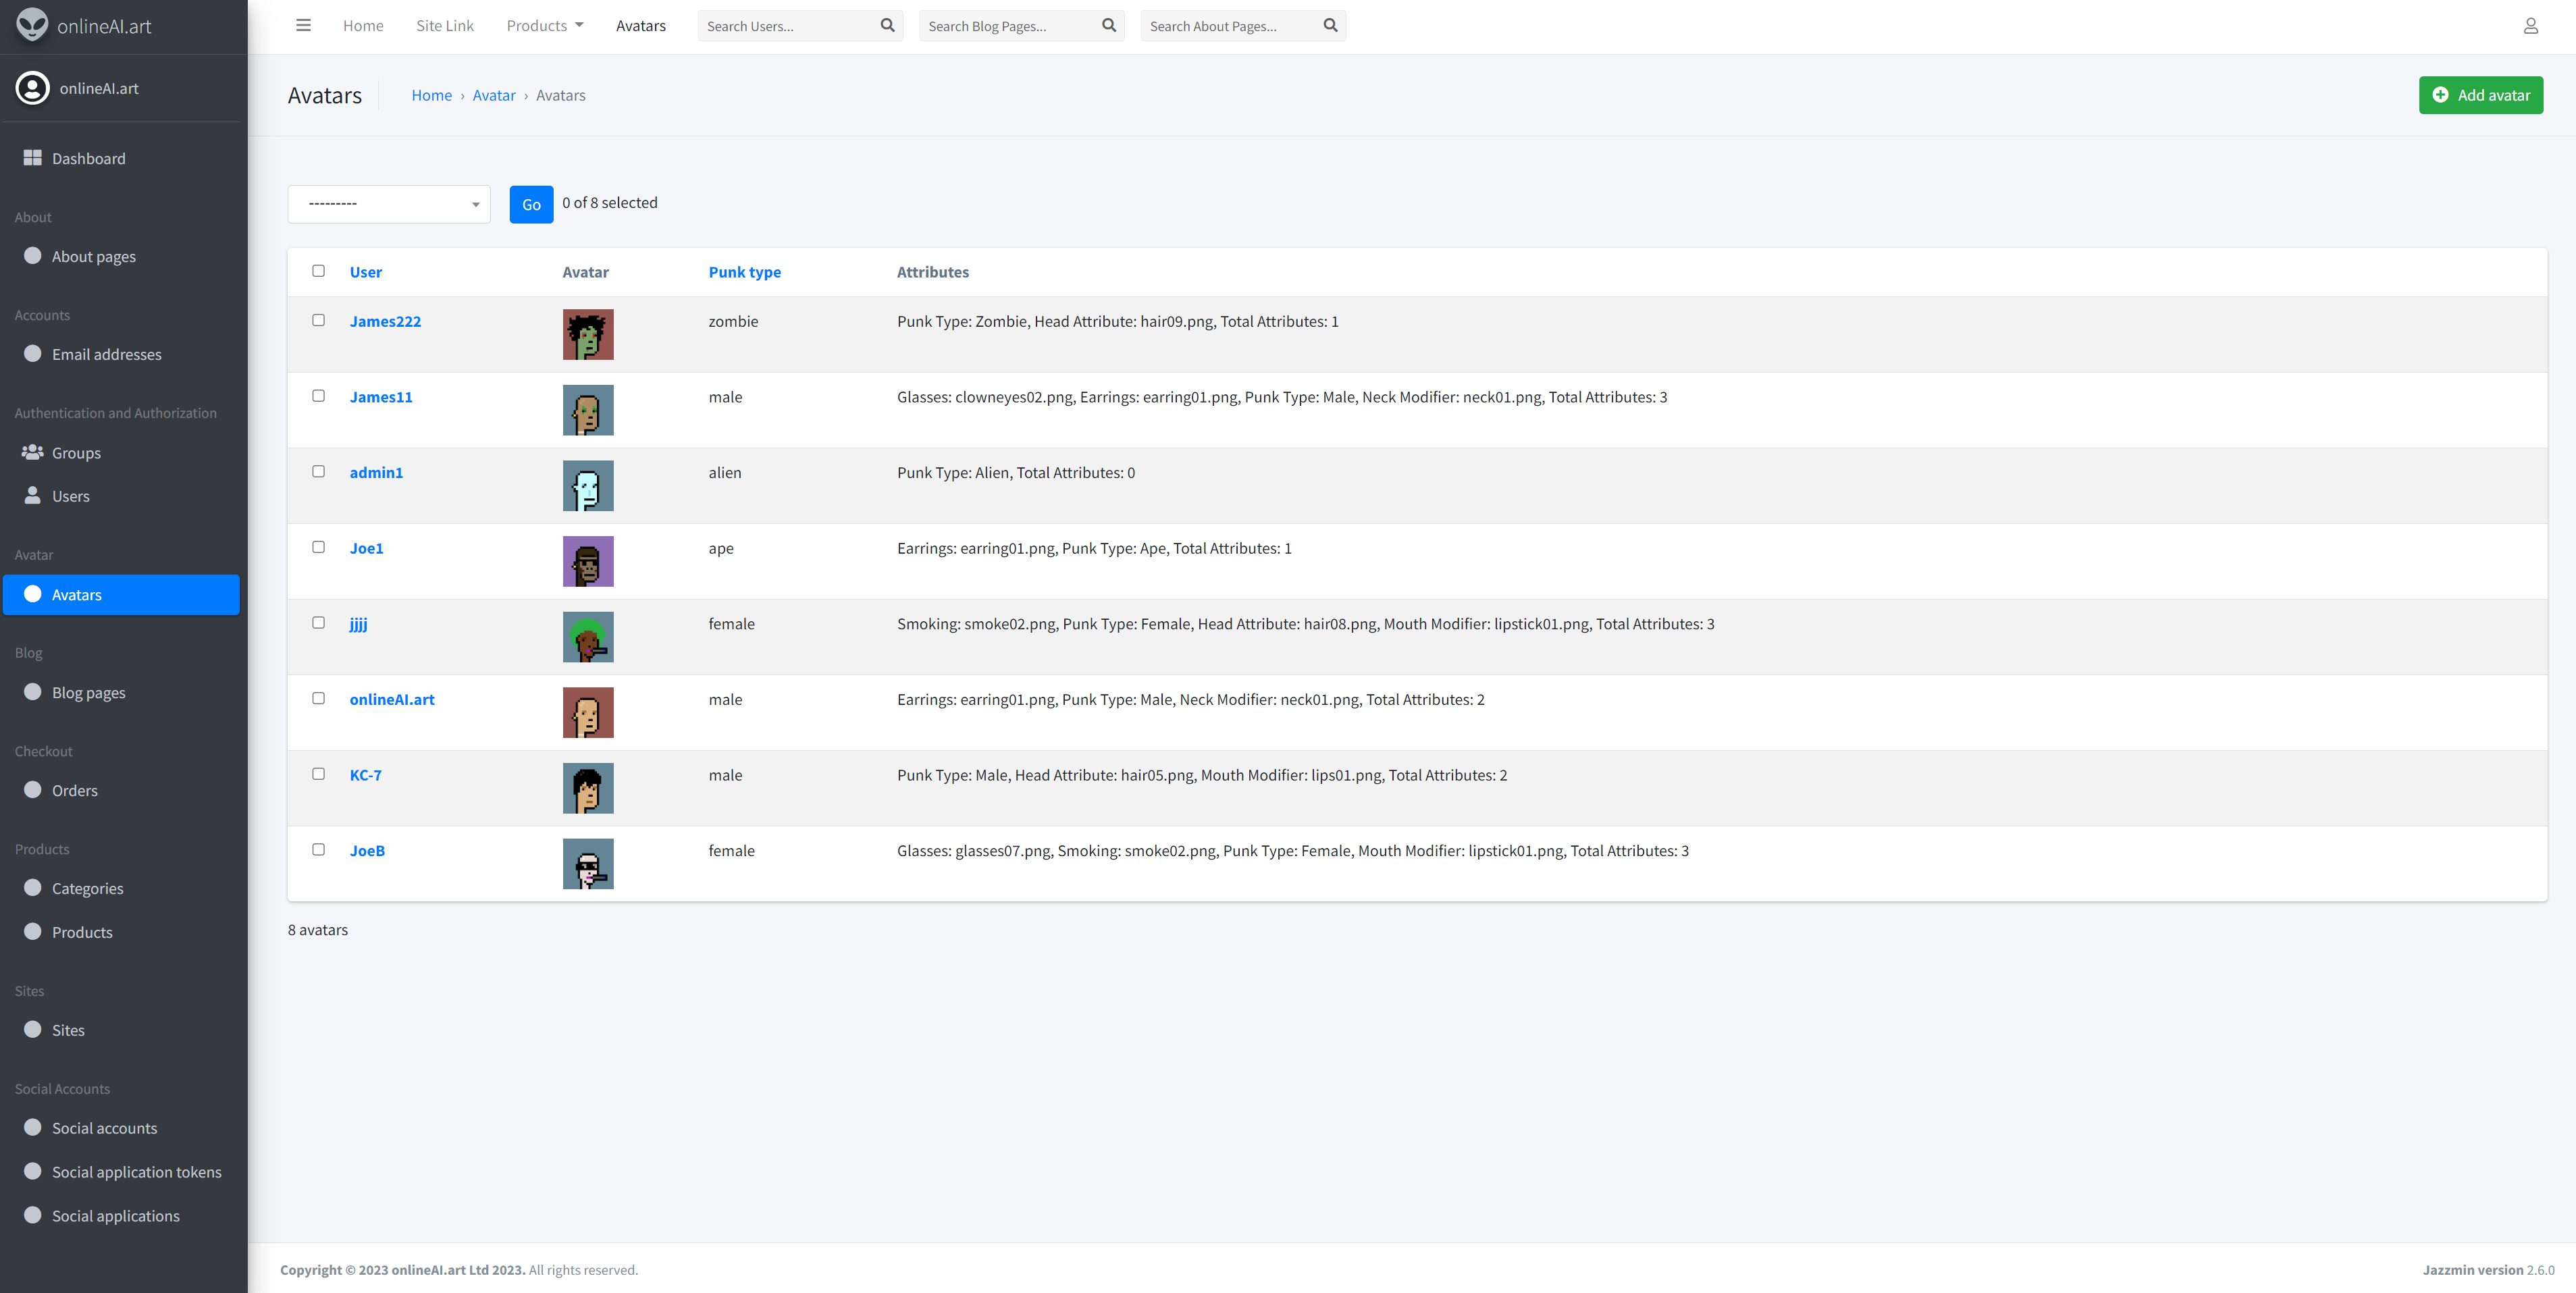 onlineAI.art
Home Site Link Products Avatars Search Users... Search Blog Pages... Search About Pages...
onlineAI.art
Avatars Home › Avatar › Avatars Add avatar
Dashboard
About
About pages
Accounts
Email addresses
Authentication and Authorization
Groups
Users
Avatar
Avatars
Blog
Blog pages
Checkout
Orders
Products
Categories
Products
Sites
Sites
Social Accounts
Social accounts
Social application tokens
Social applications
--------- Go 0 of 8 selected
User Avatar Punk type Attributes
James222 zombie Punk Type: Zombie, Head Attribute: hair09.png, Total Attributes: 1
James11 male Glasses: clowneyes02.png, Earrings: earring01.png, Punk Type: Male, Neck Modifier: neck01.png, Total Attributes: 3
admin1 alien Punk Type: Alien, Total Attributes: 0
Joe1 ape Earrings: earring01.png, Punk Type: Ape, Total Attributes: 1
jjjj female Smoking: smoke02.png, Punk Type: Female, Head Attribute: hair08.png, Mouth Modifier: lipstick01.png, Total Attributes: 3
onlineAI.art male Earrings: earring01.png, Punk Type: Male, Neck Modifier: neck01.png, Total Attributes: 2
KC-7 male Punk Type: Male, Head Attribute: hair05.png, Mouth Modifier: lips01.png, Total Attributes: 2
JoeB female Glasses: glasses07.png, Smoking: smoke02.png, Punk Type: Female, Mouth Modifier: lipstick01.png, Total Attributes: 3
8 avatars
Copyright © 2023 onlineAI.art Ltd 2023. All rights reserved. Jazzmin version 2.6.0